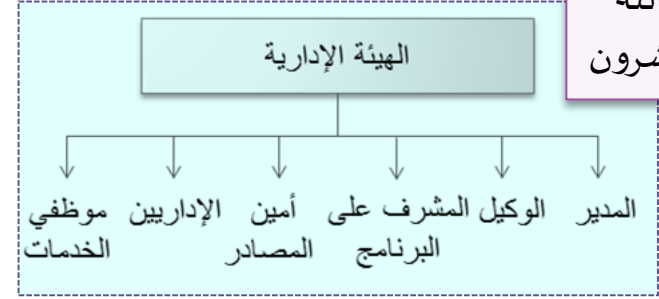 الهيئة الإدارية
المدير
الوكيل
المشرف على
البرنامج
أمين
المصادر
الإداريين
موظفي
الخدمات